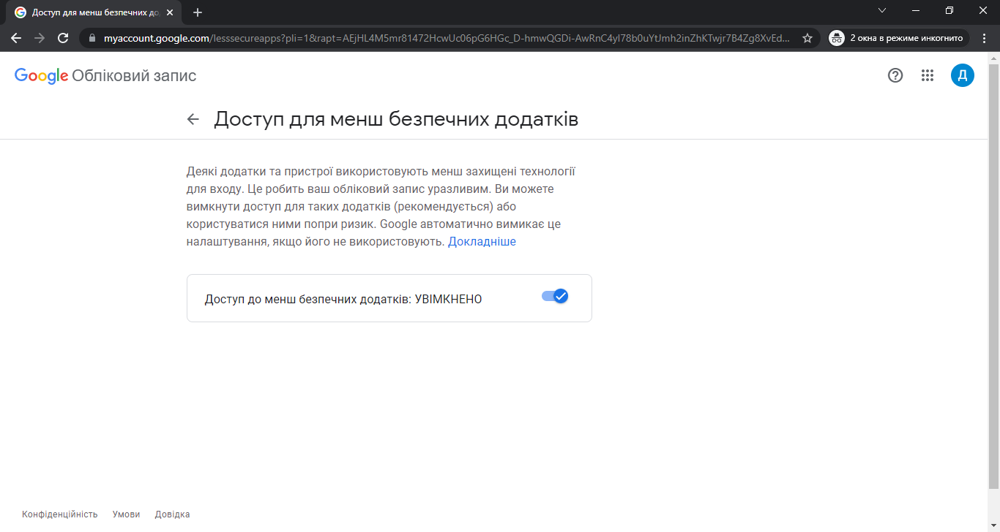 Доступ для менш безпечних до
myaccount.google.com/lesssecureapps?pli=1&rapt=AEjHL4M5mr81472HcwUc06pG6HGc_D-hmwQGDi-AwRnC4yI78b0uYtJmh2inZhKTwjr7B4Zg8XvEd...
2 окна в режиме инкогнито
Google Обліковий запис
Д
Доступ для менш безпечних додатків
Деякі додатки та пристрої використовують менш захищені технології
для входу. Це робить ваш обліковий запис уразливим. Ви можете
вимкнути доступ для таких додатків (рекомендується) або
користуватися ними попри ризик. Google автоматично вимикає це
налаштування, якщо його не використовують. Докладніше
Доступ до менш безпечних додатків: УВІМКНЕНО
Конфіденційність Умови Довідка